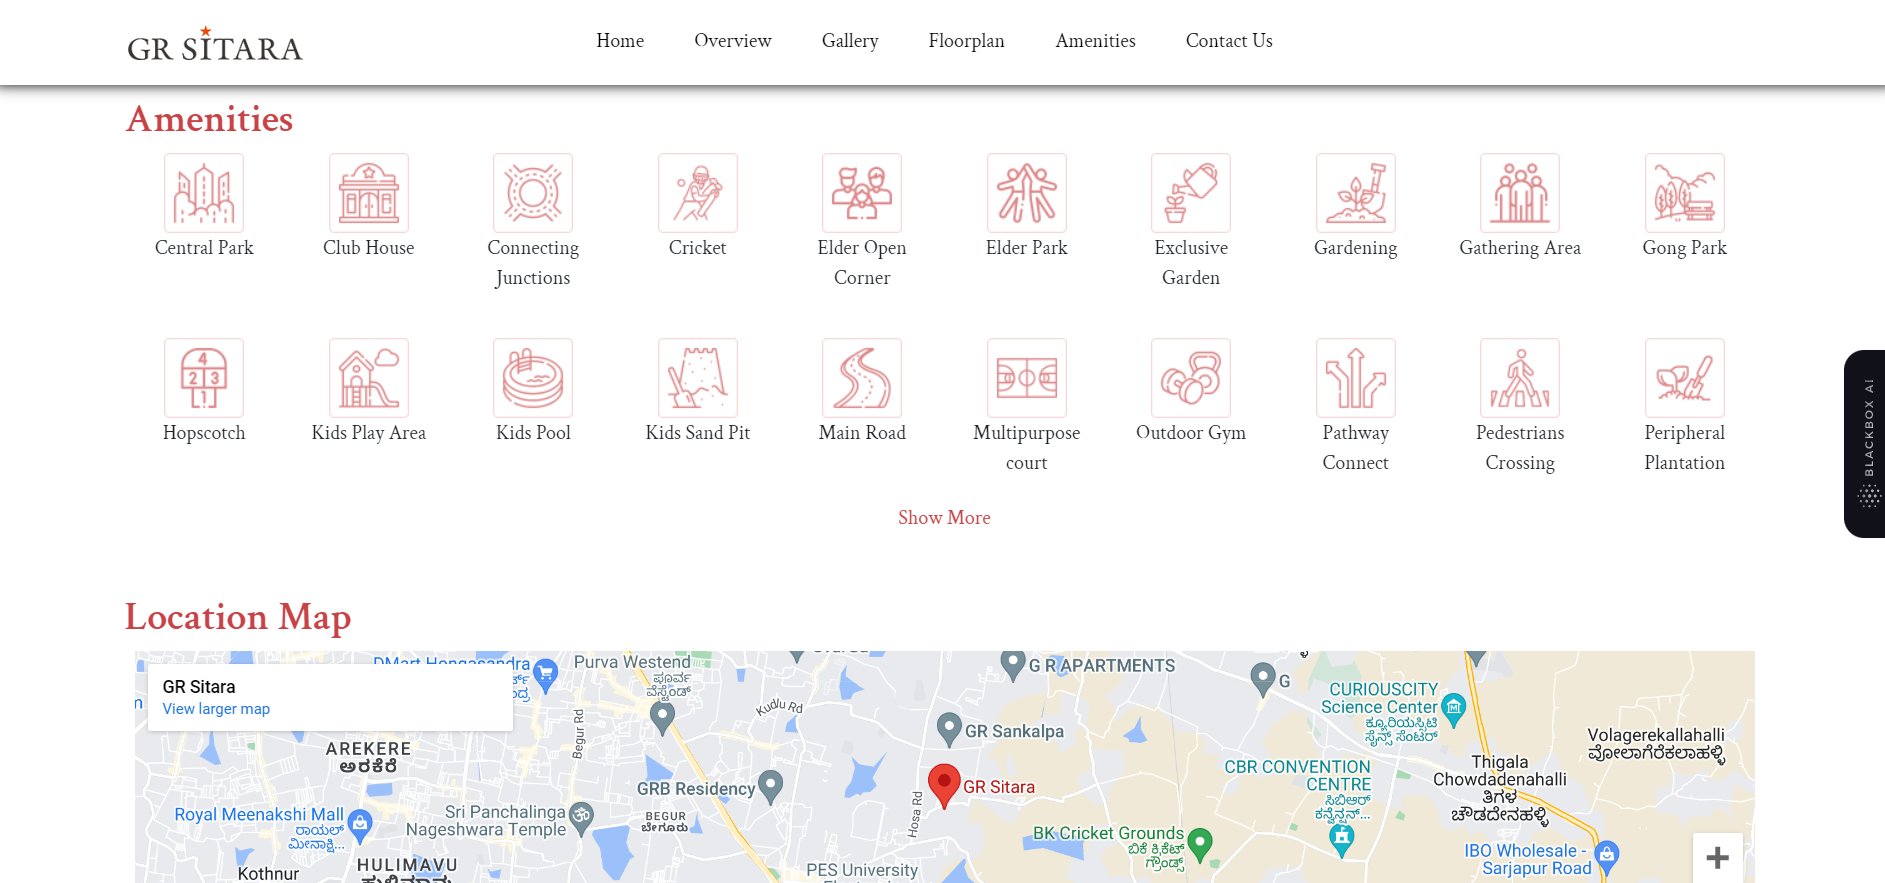 GR SITARA
Home
Overview
Gallery
Floorplan
Amenities
Contact Us
Amenities
Central Park
Club House
Connecting
Junctions
Cricket
Elder Open
Corner
Elder Park
Exclusive
Garden
Gardening
Gathering Area
Gong Park
4
2 3
1
Hopscotch
Kids Play Area
Kids Pool
Kids Sand Pit
Main Road
Multipurpose
court
Outdoor Gym
Pathway
Connect
Pedestrians
Crossing
Peripheral
Plantation
Show More
BLACKBOX AI
Location Map
GR Sitara
View larger map
DMart Hongasandra
Purva Westend
ಪೂರ್ವ
ವೆಸ್ಟೆಂಡ್
G R APARTMENTS
G
CURIOUSCITY
Science Center
ಕ್ಯೂರಿಯಸ್ಸಿಟಿ
ಸೈನ್ಸ್ ಸೆಂಟರ್
Kudlu Rd
Begur Rd
GR Sankalpa
Volagerekallahalli
ವೋಲಾಗೆರೆಕಲಾಹಳ್ಳಿ
AREKERE
ಅರಕೆರೆ
GRB Residency
GR Sitara
CBR CONVENTION
CENTRE
ಸಿಬಿಆರ್
ಕನ್ವೆನ್ಷನ್...
Thigala
Chowdadenahalli
ತಿಗಳ
ಚೌಡದೇನಹಳ್ಳಿ
Royal Meenakshi Mall
ರಾಯಲ್
ಮೀನಾಕ್ಷಿ...
Sri Panchalinga
Nageshwara Temple
BEGUR
ಬೇಗೂರು
Hosa Rd
BK Cricket Grounds
ಬಿಕೆ ಕ್ರಿಕೆಟ್
ಗ್ರೌಂಡ್ಸ್
IBO Wholesale -
Sarjapur Road
HULIMAVU
Kothnur
PES University